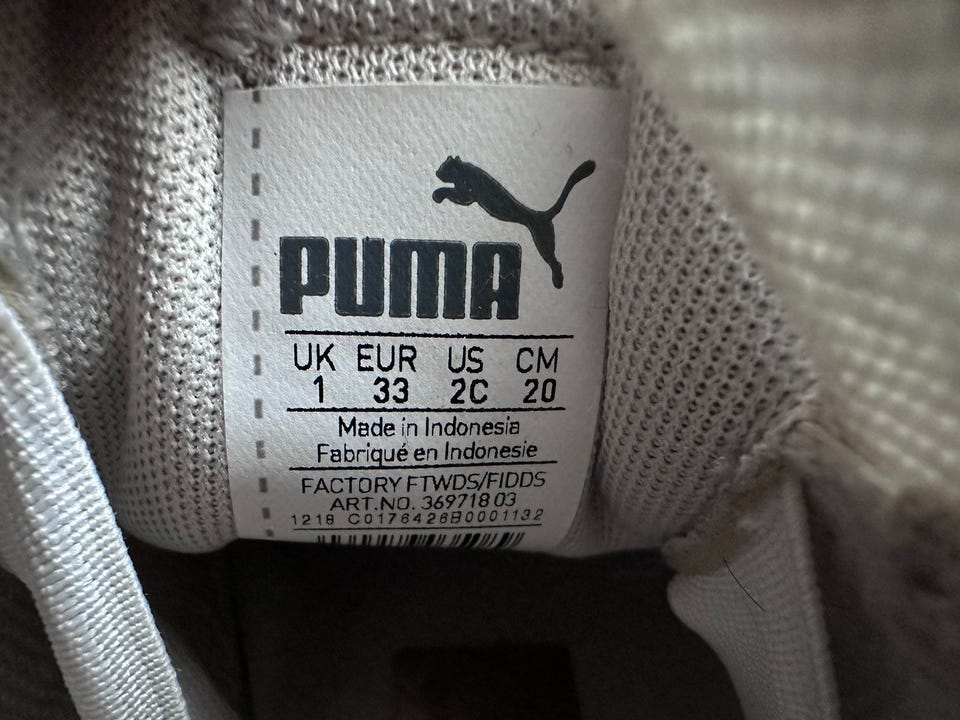 PUMA
UK EUR US CM
1 33 2C 20
Made in Indonesia
Fabriqué en Indonesie
FACTORY FTWDS/FIDDS
ART.NO. 369718 03
1218 C0176426B0001132